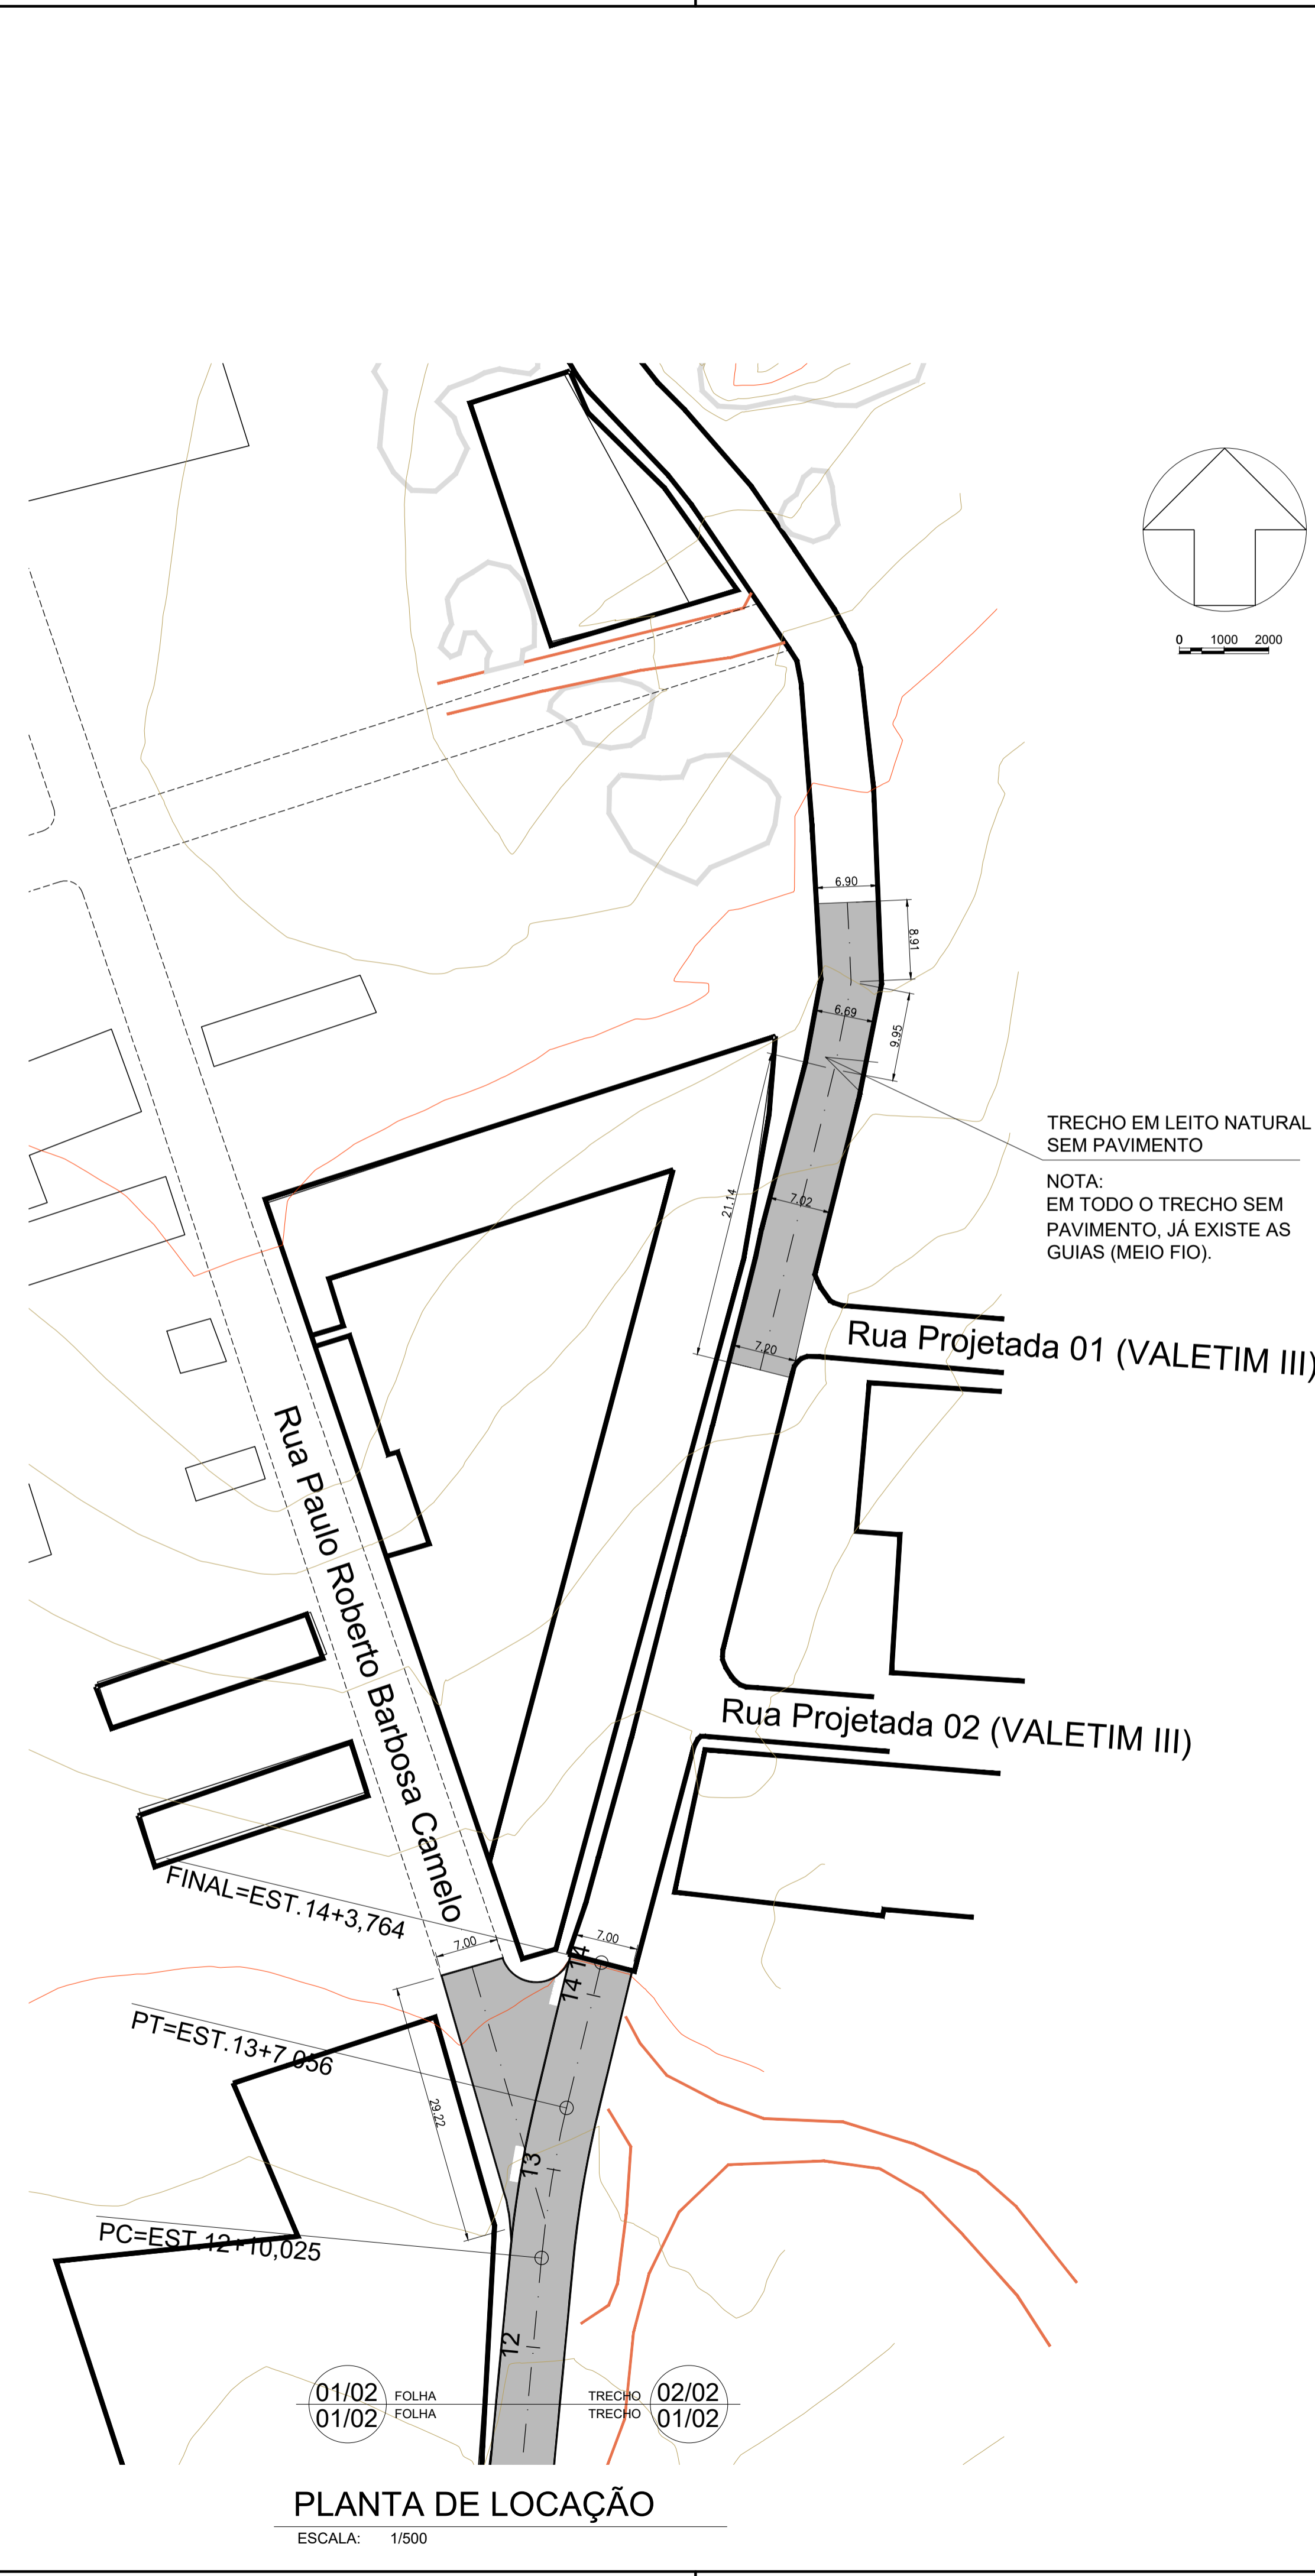 0 1000 2000
6.90
8.91
6.69
9.95
TRECHO EM LEITO NATURAL
SEM PAVIMENTO
NOTA:
EM TODO O TRECHO SEM
PAVIMENTO, JÁ EXISTE AS
GUIAS (MEIO FIO).
21.14
7.02
7.20
Rua Projetada 01 (VALETIM III)
Rua Paulo Roberto Barbosa Camelo
Rua Projetada 02 (VALETIM III)
FINAL=EST.14+3,764
7.00
7.00
14
14
PT=EST.13+7,056
29.22
13
PC=EST.12+10,025
12
01/02 FOLHA TRECHO 02/02
01/02 FOLHA TRECHO 01/02
PLANTA DE LOCAÇÃO
ESCALA: 1/500